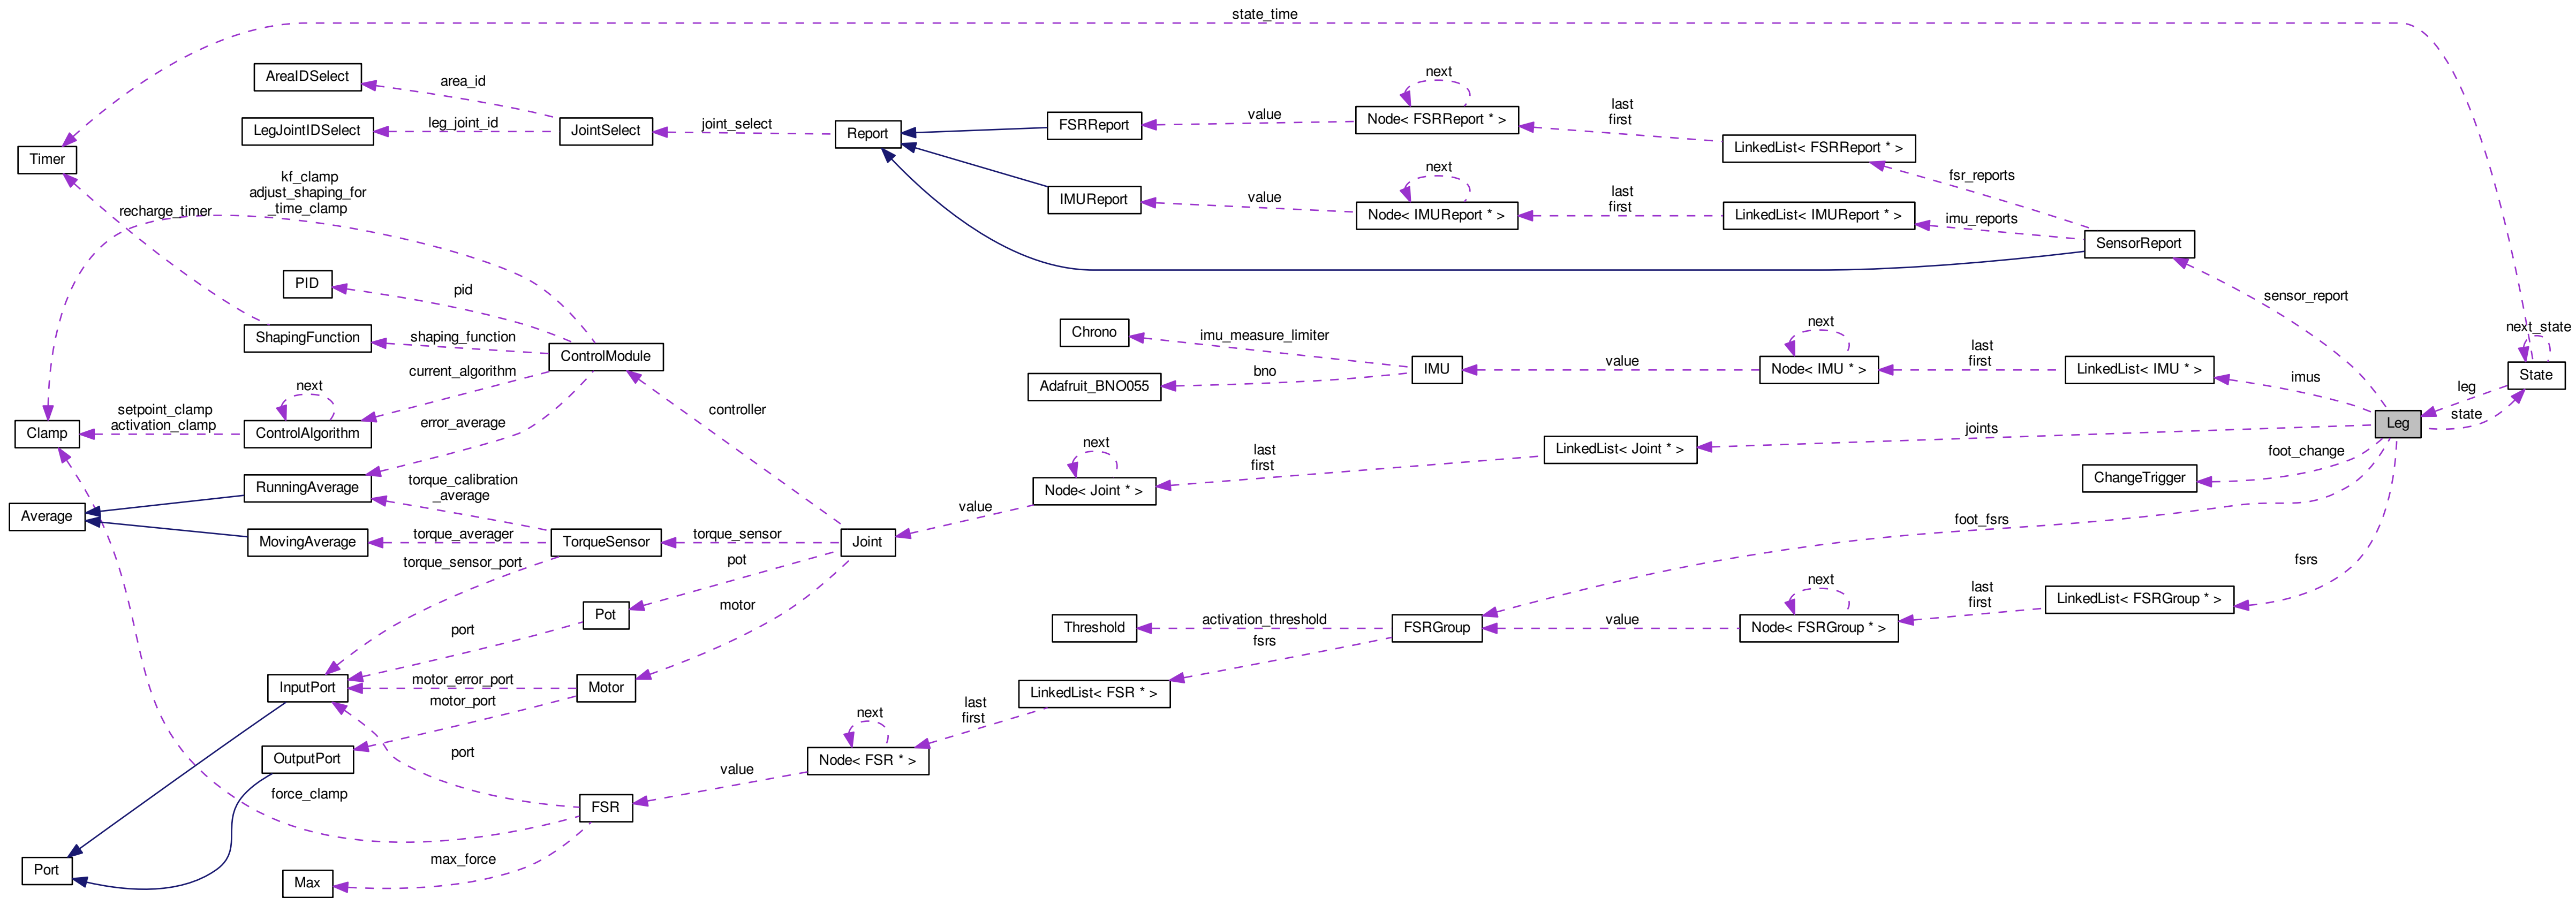 state_time
AreaIDSelect
area_id
next
last
first
FSRReport
value
Node< FSRReport * >
LegJointIDSelect
leg_joint_id
JointSelect
joint_select
Report
LinkedList< FSRReport * >
Timer
kf_clamp
adjust_shaping_for
_time_clamp
recharge_timer
next
fsr_reports
IMUReport
value
Node< IMUReport * >
last
first
LinkedList< IMUReport * >
imu_reports
SensorReport
PID
pid
sensor_report
ShapingFunction
shaping_function
ControlModule
Chrono
imu_measure_limiter
next
next_state
Adafruit_BNO055
bno
IMU
value
Node< IMU * >
last
first
LinkedList< IMU * >
imus
State
leg
state
current_algorithm
next
setpoint_clamp
activation_clamp
Clamp
ControlAlgorithm
error_average
controller
Leg
joints
LinkedList< Joint * >
last
first
next
Node< Joint * >
value
foot_change
ChangeTrigger
RunningAverage
torque_calibration
_average
Average
MovingAverage
torque_averager
TorqueSensor
torque_sensor
Joint
foot_fsrs
fsrs
torque_sensor_port
pot
motor
Pot
port
Threshold
activation_threshold
FSRGroup
value
next
Node< FSRGroup * >
last
first
LinkedList< FSRGroup * >
fsrs
InputPort
motor_error_port
motor_port
Motor
LinkedList< FSR * >
last
first
next
Node< FSR * >
value
OutputPort
port
force_clamp
FSR
Port
max_force
Max